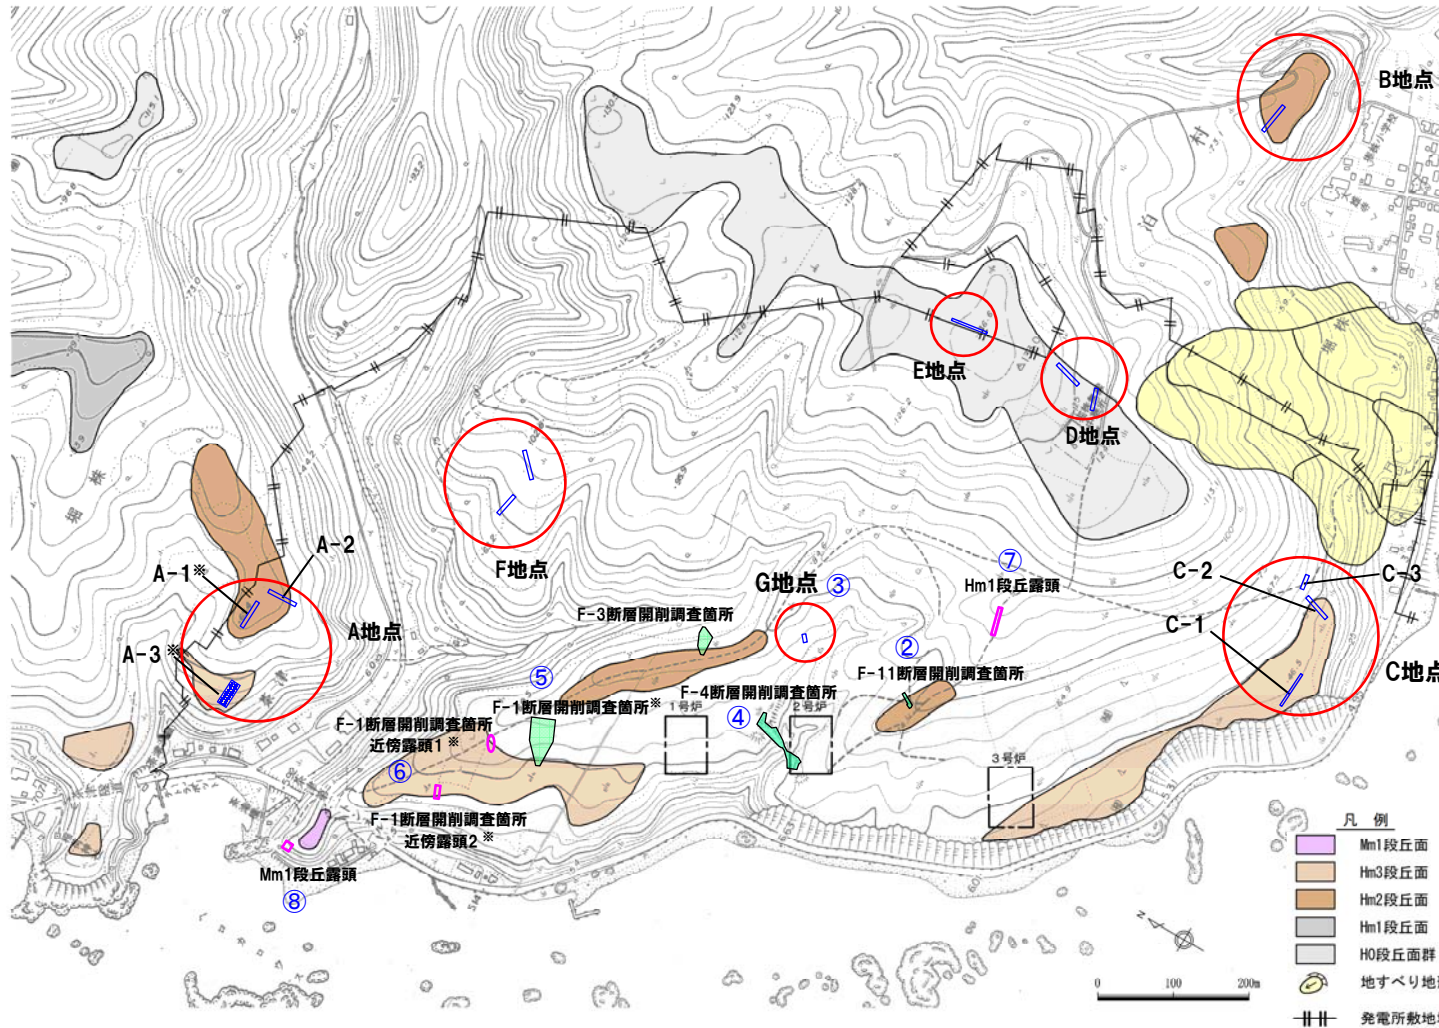 B地点
E地点
D地点
A-2
A-1※
F地点
A地点
A-3※
G地点
③
⑦
Hm1段丘露頭
C-2
C-3
C-1
C地点
F-3断層開削調査箇所
②
F-11断層開削調査箇所
⑤
F-1断層開削調査箇所※
F-4断層開削調査箇所
④
1号炉
2号炉
3号炉
F-1断層開削調査箇所
近傍露頭1※
⑥
F-1断層開削調査箇所
近傍露頭2※
Mm1段丘露頭
⑧
村
泊
堀 株
N
0 100 200m
凡 例
Mm1段丘面
Hm3段丘面
Hm2段丘面
Hm1段丘面
H0段丘面群
地すべり地
発電所敷地